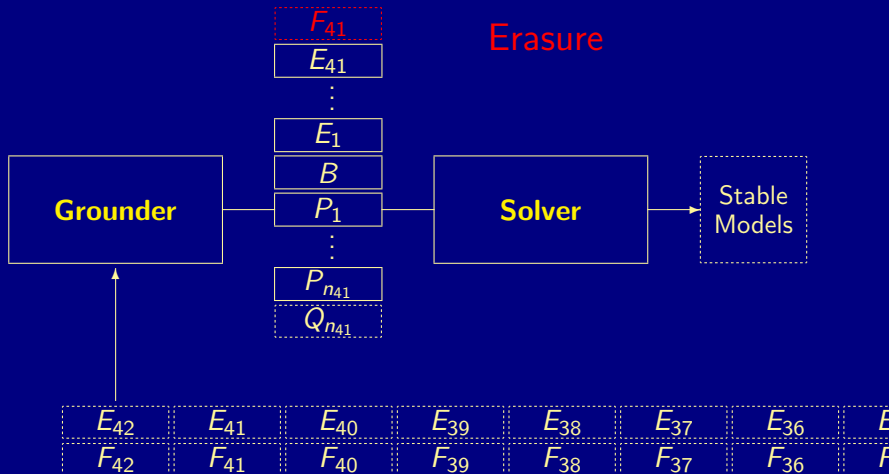 F₄₁
Erasure
E₄₁
⋮
E₁
B
Grounder
P₁
Solver
Stable
Models
⋮
Pₙ₄₁
Qₙ₄₁
E₄₂ E₄₁ E₄₀ E₃₉ E₃₈ E₃₇ E₃₆
F₄₂ F₄₁ F₄₀ F₃₉ F₃₈ F₃₇ F₃₆